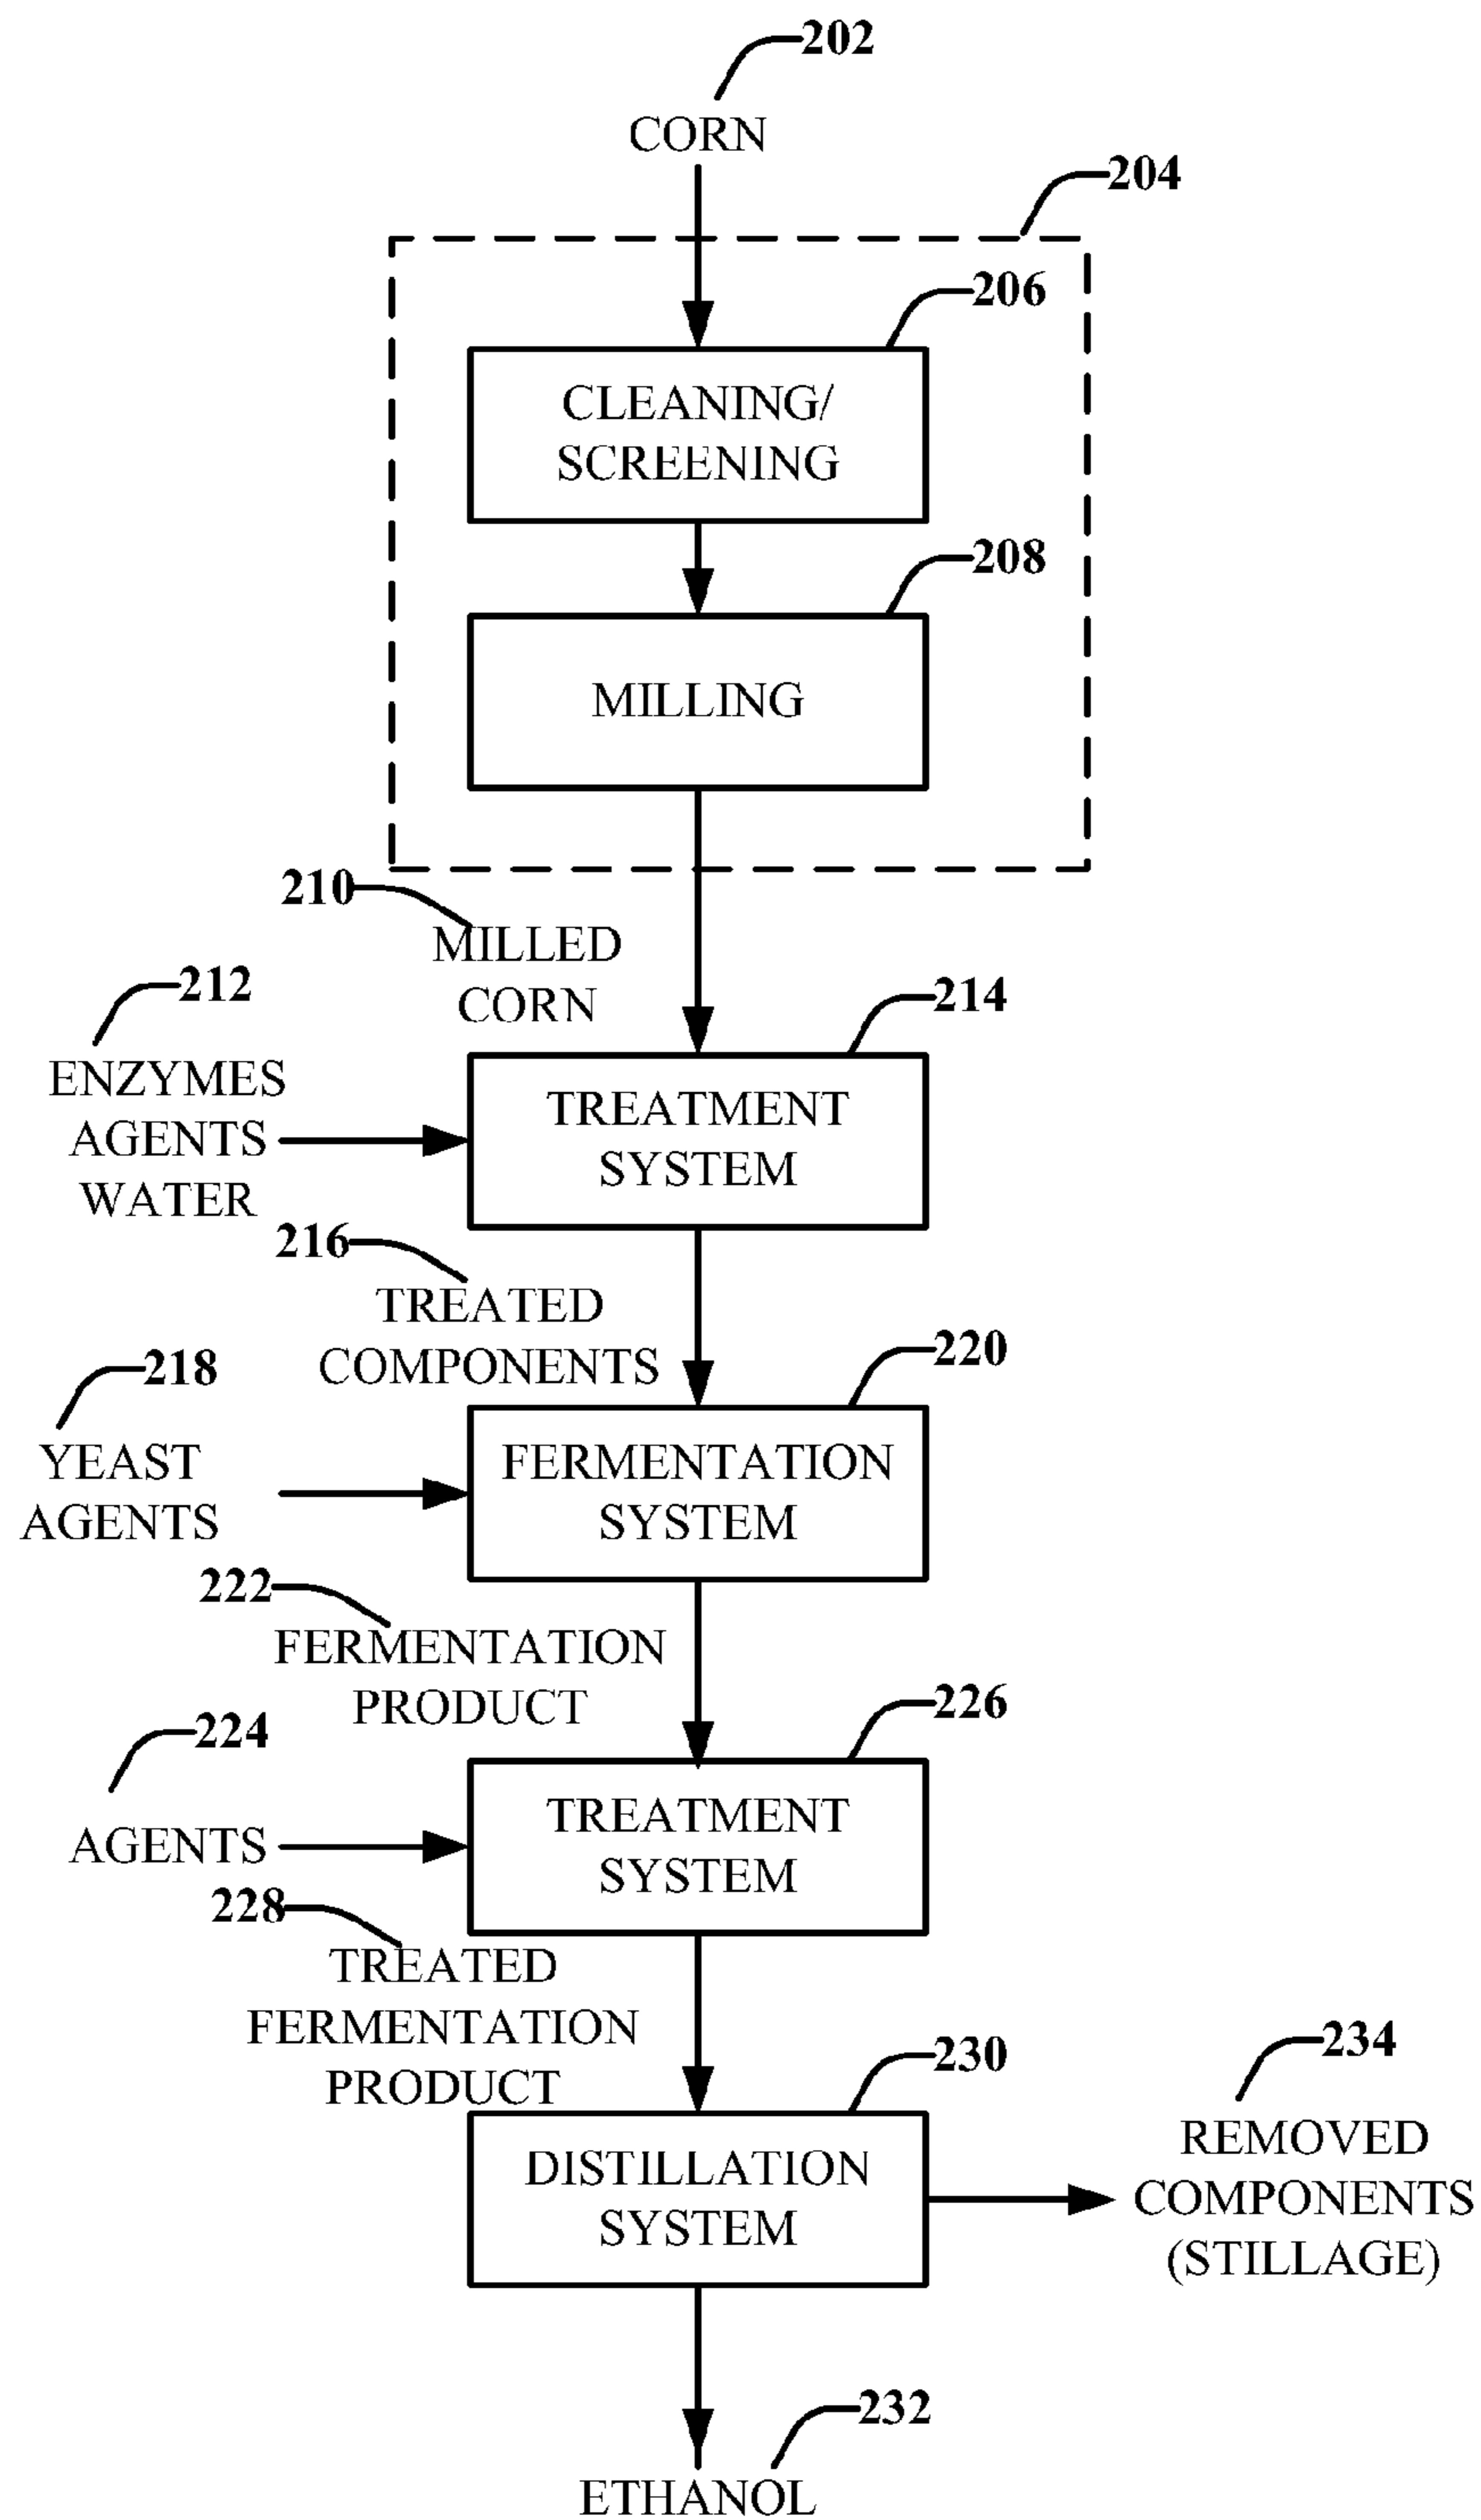 202
CORN
204
206
CLEANING/
SCREENING
208
MILLING
210
MILLED
CORN
212
ENZYMES
AGENTS
WATER
214
TREATMENT
SYSTEM
216
TREATED
COMPONENTS
218
YEAST
AGENTS
220
FERMENTATION
SYSTEM
222
FERMENTATION
PRODUCT
224
AGENTS
226
TREATMENT
SYSTEM
228
TREATED
FERMENTATION
PRODUCT
230
DISTILLATION
SYSTEM
234
REMOVED
COMPONENTS
(STILLAGE)
232
ETHANOL